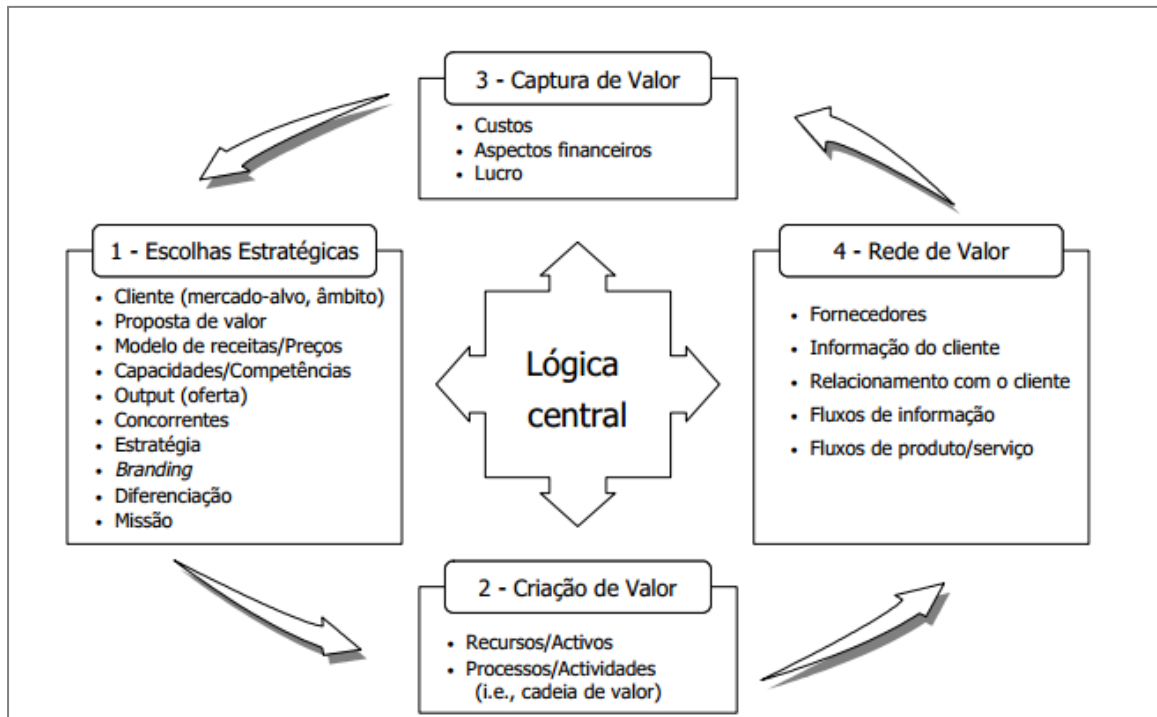 3 - Captura de Valor
• Custos
• Aspectos financeiros
• Lucro
1 - Escolhas Estratégicas
• Cliente (mercado-alvo, âmbito)
• Proposta de valor
• Modelo de receitas/Preços
• Capacidades/Competências
• Output (oferta)
• Concorrentes
• Estratégia
• Branding
• Diferenciação
• Missão
Lógica
central
4 - Rede de Valor
• Fornecedores
• Informação do cliente
• Relacionamento com o cliente
• Fluxos de informação
• Fluxos de produto/serviço
2 - Criação de Valor
• Recursos/Activos
• Processos/Actividades
(i.e., cadeia de valor)